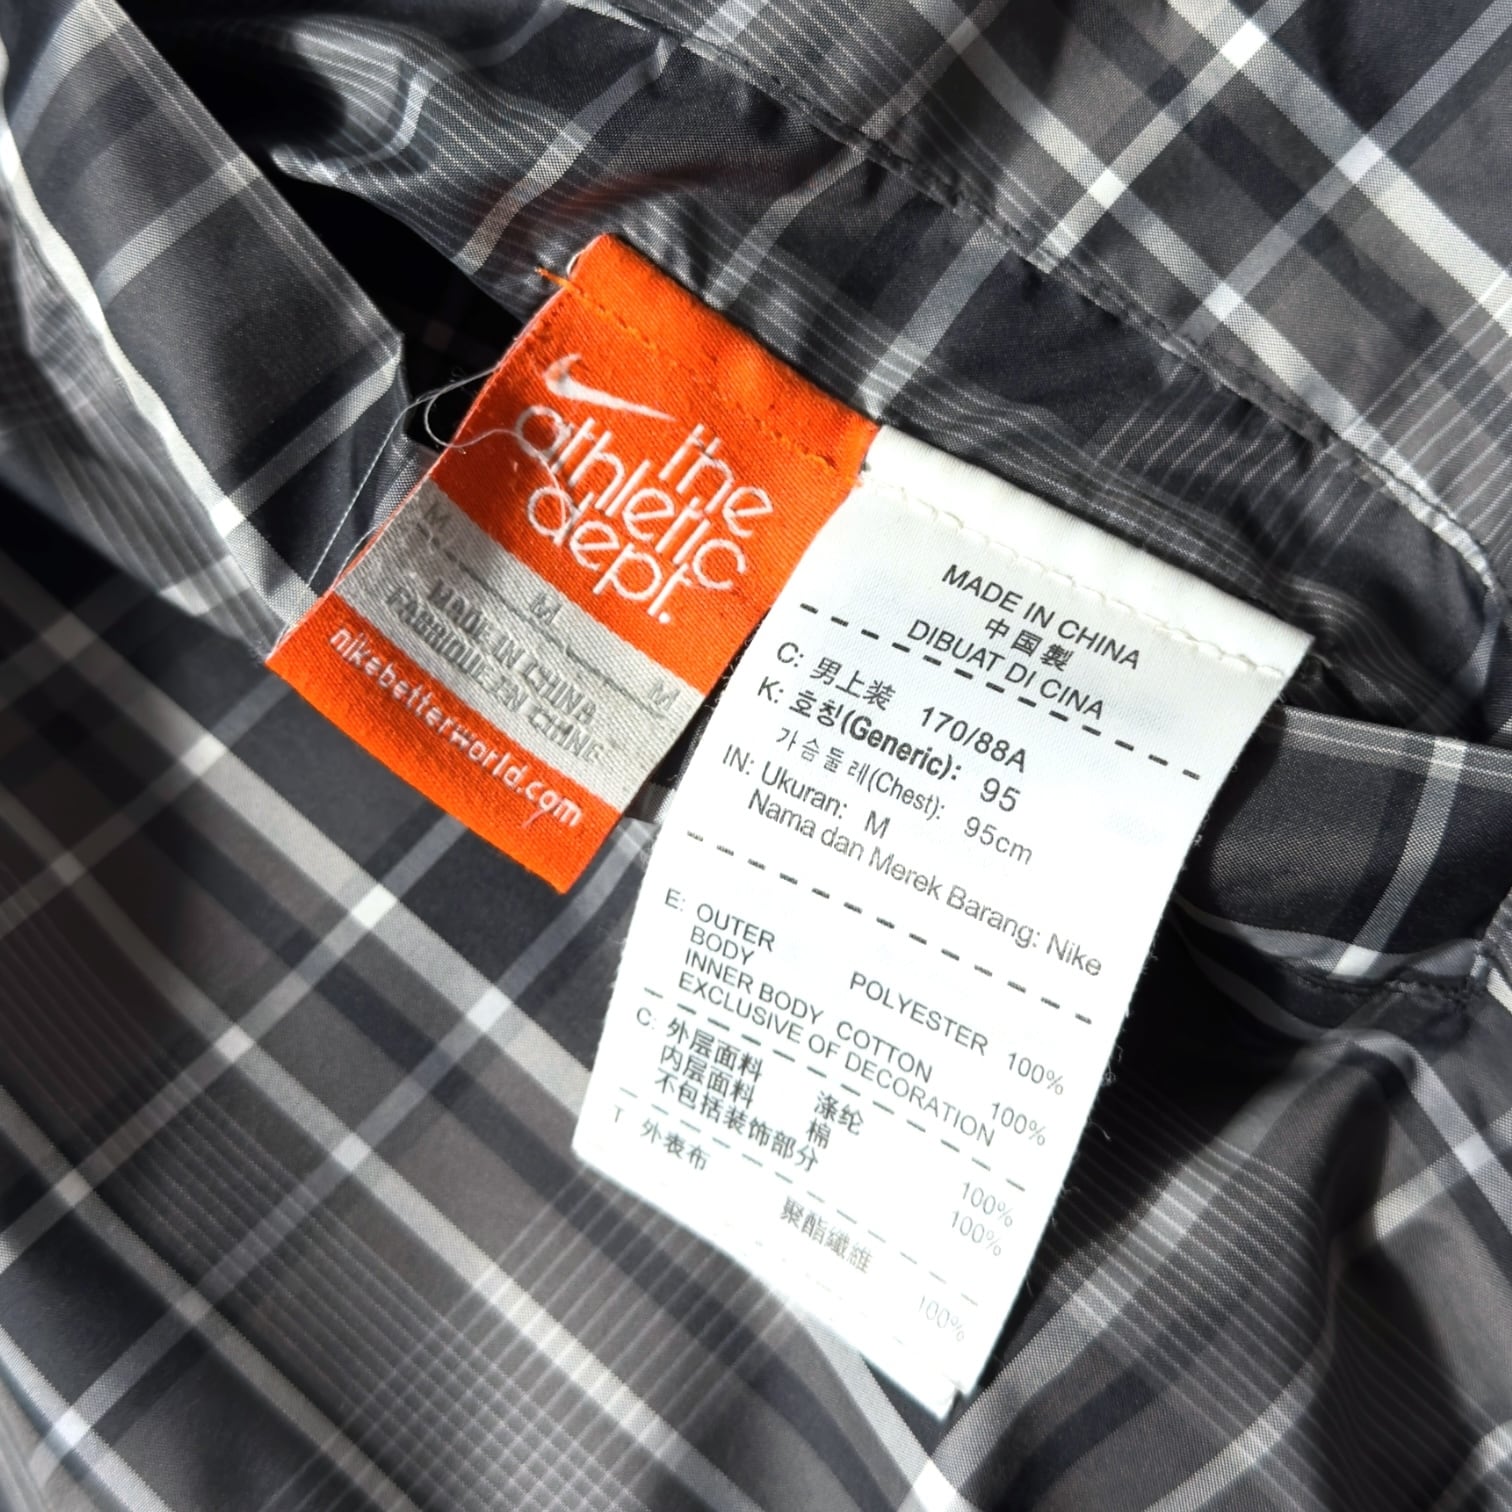 the
athletic
dept.
M
M
M
MADE IN CHINA
FABRIQUÉ EN CHINE
nikebetterworld.com
MADE IN CHINA
中国製
DIBUAT DI CINA
C: 男上装 170/88A
K: 호칭(Generic): 95
가슴둘레(Chest): 95cm
IN: Ukuran: M
Nama dan Merek Barang: Nike
E: OUTER
BODY POLYESTER 100%
INNER BODY COTTON 100%
EXCLUSIVE OF DECORATION
C: 外层面料 涤纶 100%
内层面料 棉 100%
不包括装饰部分
T 外表布 聚酯纖維 100%